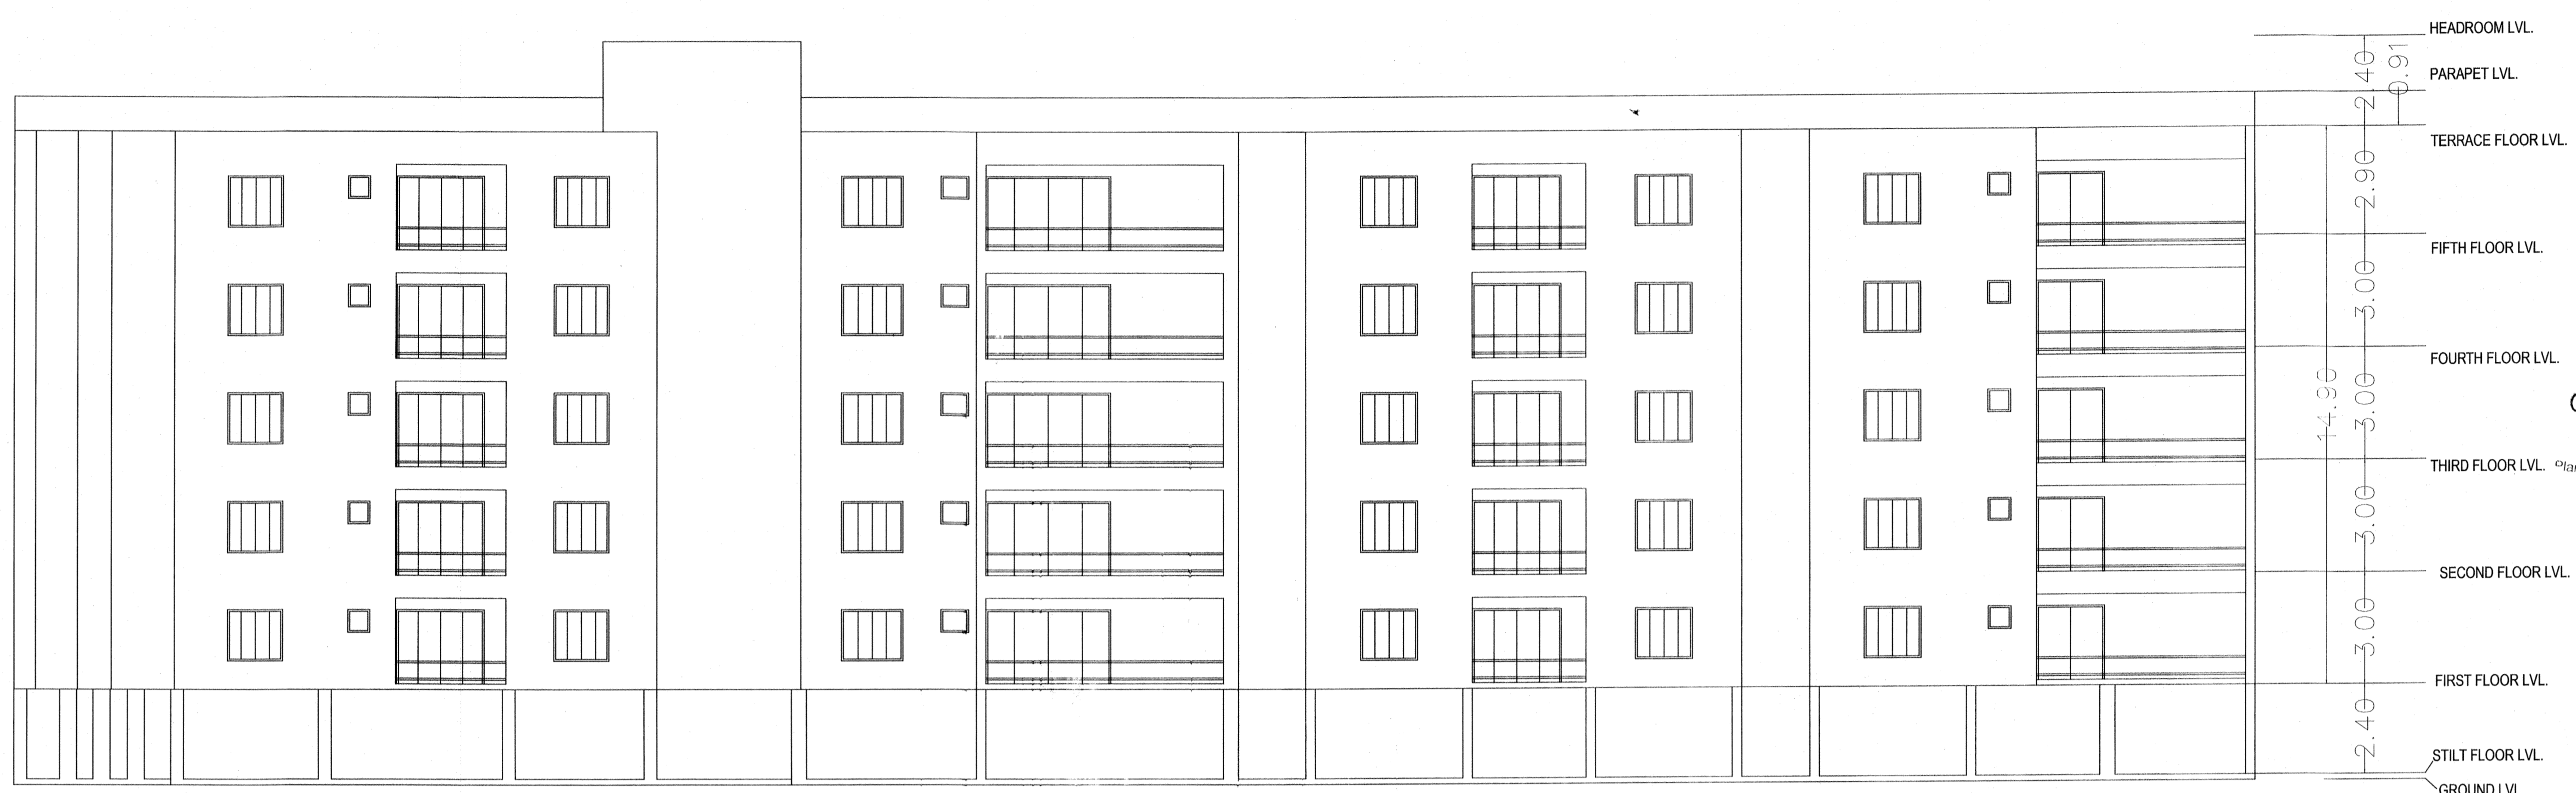 HEADROOM LVL.
2.40
0.91
PARAPET LVL.
TERRACE FLOOR LVL.
2.90
FIFTH FLOOR LVL.
3.00
FOURTH FLOOR LVL.
14.90
3.00
THIRD FLOOR LVL.
3.00
SECOND FLOOR LVL.
3.00
FIRST FLOOR LVL.
2.40
STILT FLOOR LVL.
GROUND LVL